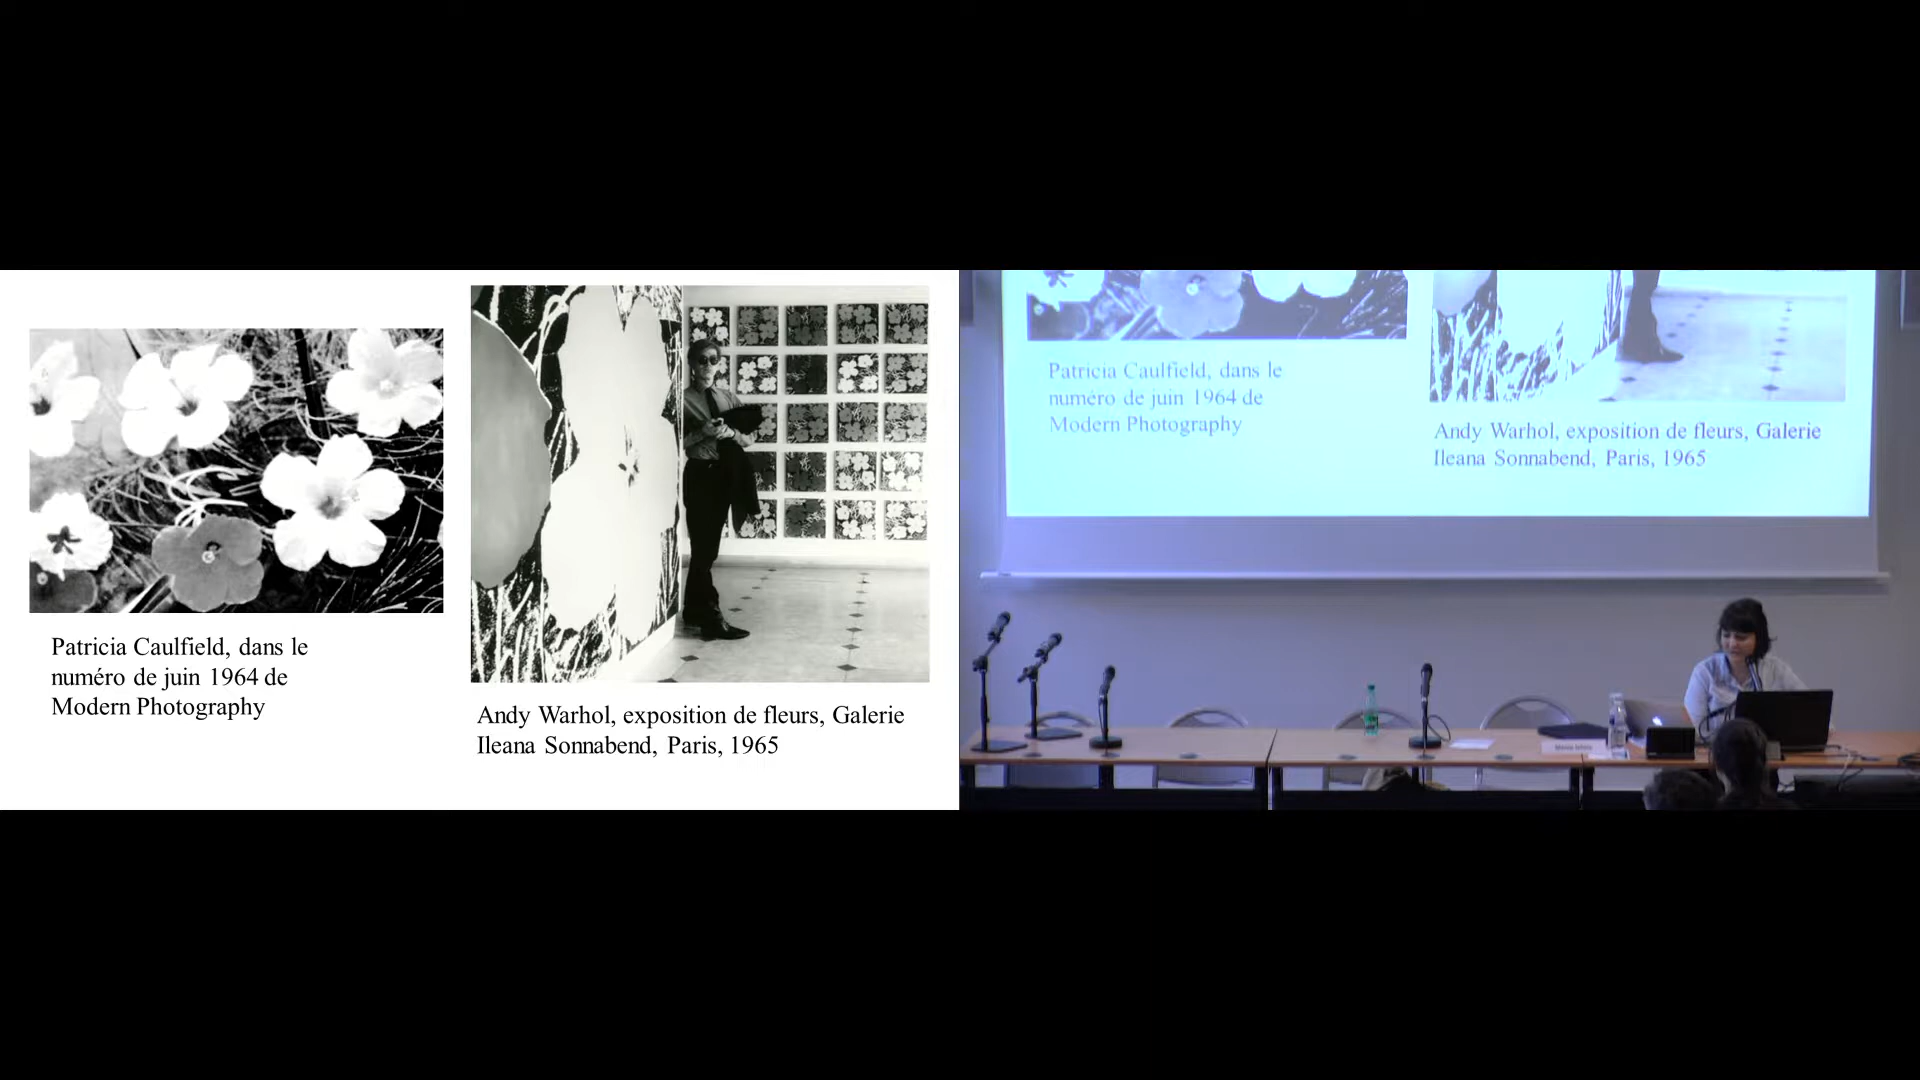 Patricia Caulfield, dans le
numéro de juin 1964 de
Modern Photography
Andy Warhol, exposition de fleurs, Galerie
Ileana Sonnabend, Paris, 1965
Patricia Caulfield, dans le
numéro de juin 1964 de
Modern Photography
Andy Warhol, exposition de fleurs, Galerie
Ileana Sonnabend, Paris, 1965